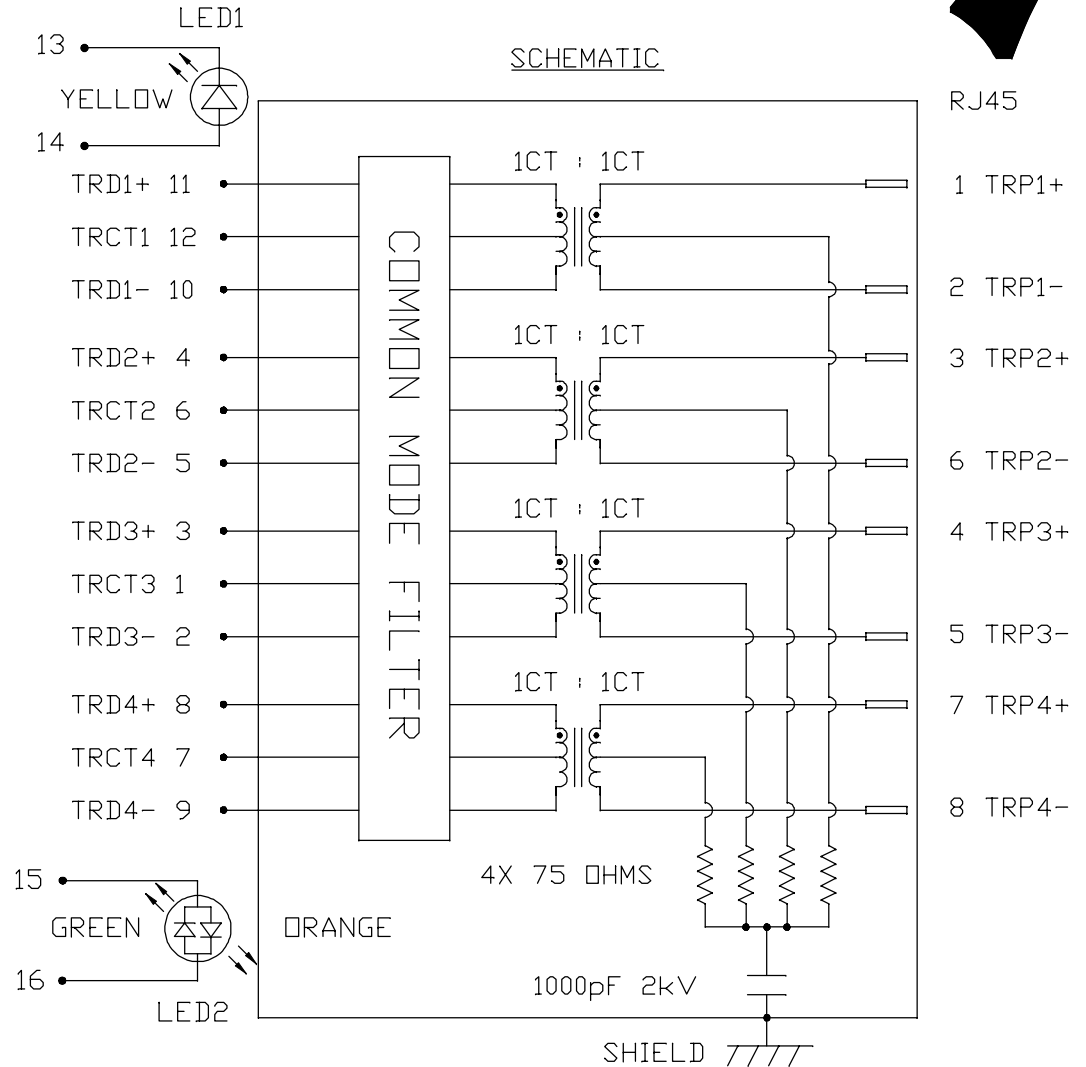 LED1
13
SCHEMATIC
YELLOW
RJ45
14
1CT : 1CT
TRD1+ 11
1 TRP1+
TRCT1 12
TRD1- 10
2 TRP1-
1CT : 1CT
TRD2+ 4
3 TRP2+
TRCT2 6
TRD2- 5
6 TRP2-
1CT : 1CT
TRD3+ 3
4 TRP3+
TRCT3 1
TRD3- 2
5 TRP3-
1CT : 1CT
TRD4+ 8
7 TRP4+
TRCT4 7
TRD4- 9
8 TRP4-
COMMON MODE FILTER
4X 75 OHMS
15
GREEN
ORANGE
16
1000pF 2kV
LED2
SHIELD